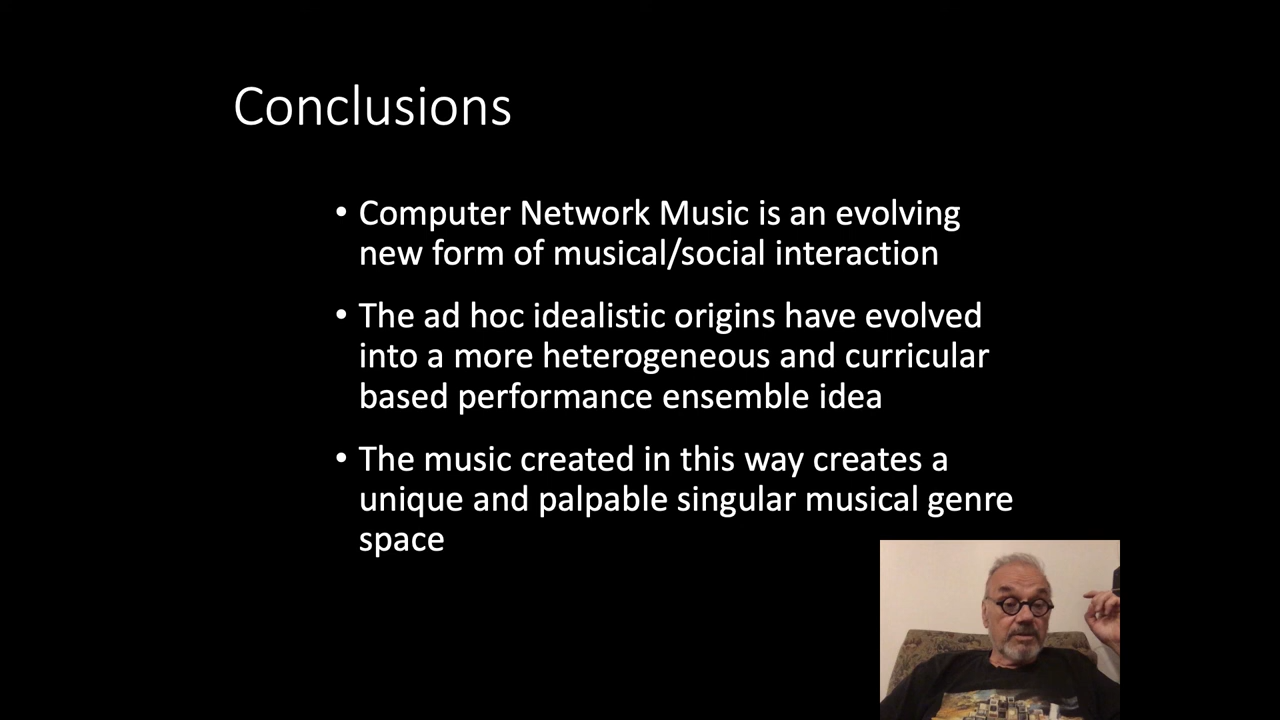 Conclusions
• Computer Network Music is an evolving
new form of musical/social interaction
• The ad hoc idealistic origins have evolved
into a more heterogeneous and curricular
based performance ensemble idea
• The music created in this way creates a
unique and palpable singular musical genre
space